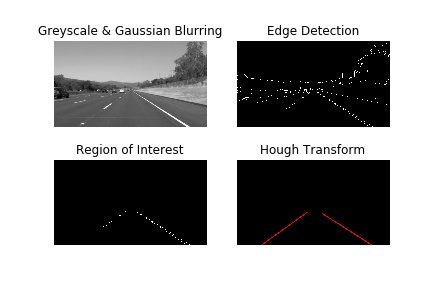 Greyscale & Gaussian Blurring
Edge Detection
Region of Interest
Hough Transform